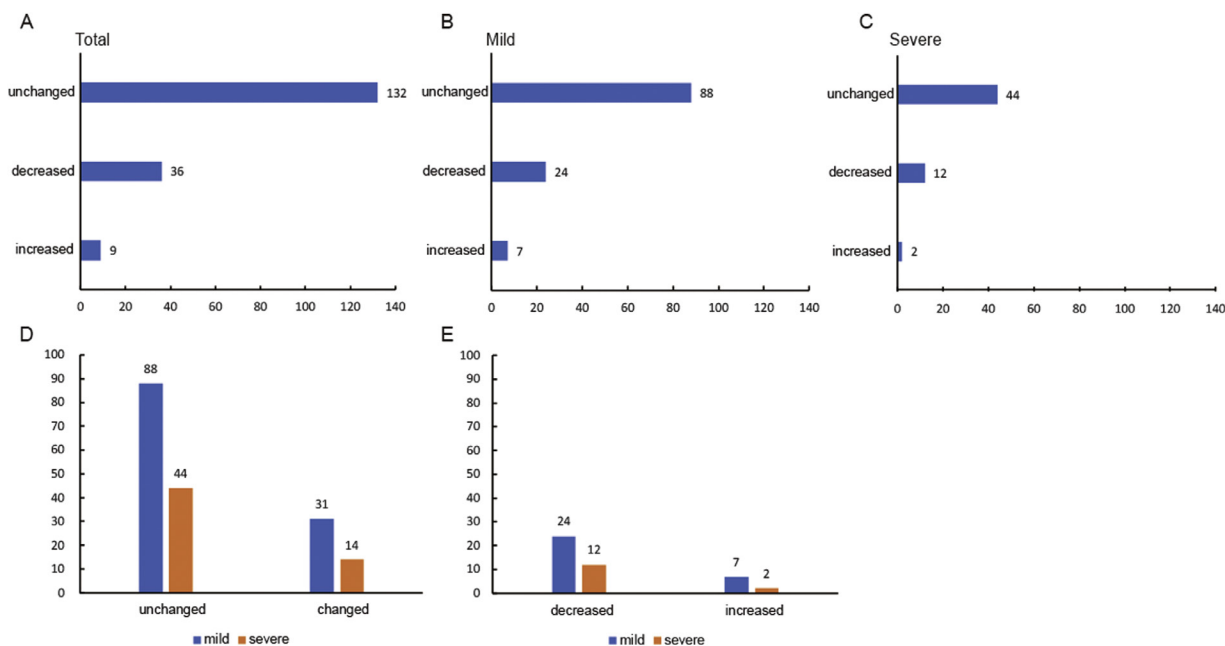 A
Total
unchanged
132
decreased
36
increased
9
0 20 40 60 80 100 120 140
B
Mild
unchanged
88
decreased
24
increased
7
0 20 40 60 80 100 120 140
C
Severe
unchanged
44
decreased
12
increased
2
0 20 40 60 80 100 120 140
D
100
90
80
70
60
50
40
30
20
10
0
88
44
31
14
unchanged changed
mild severe
E
100
90
80
70
60
50
40
30
20
10
0
24
12
7
2
decreased increased
mild severe